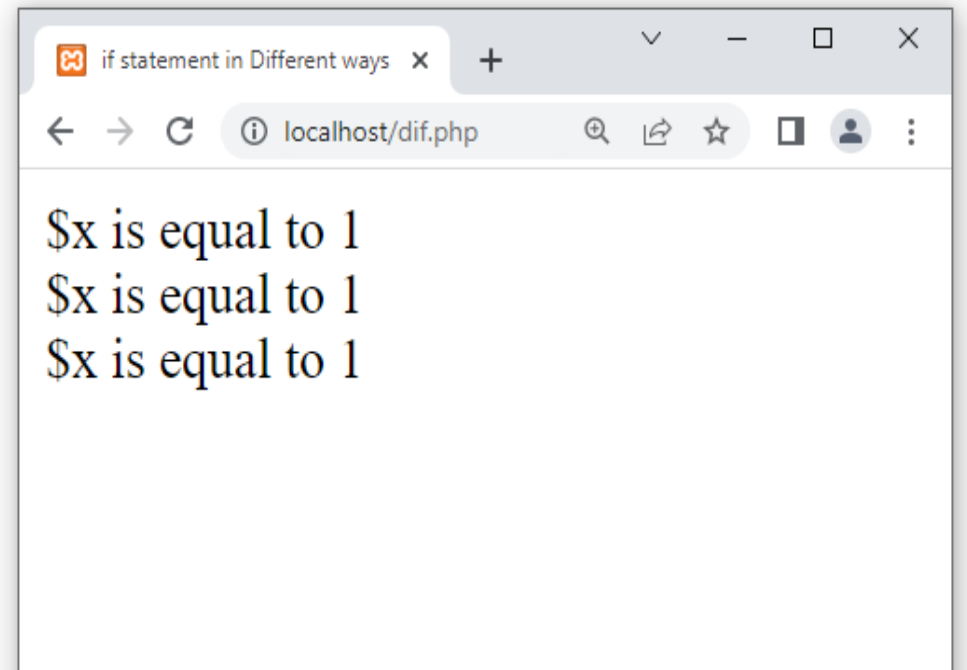 if statement in Different ways
localhost/dif.php
$x is equal to 1
$x is equal to 1
$x is equal to 1